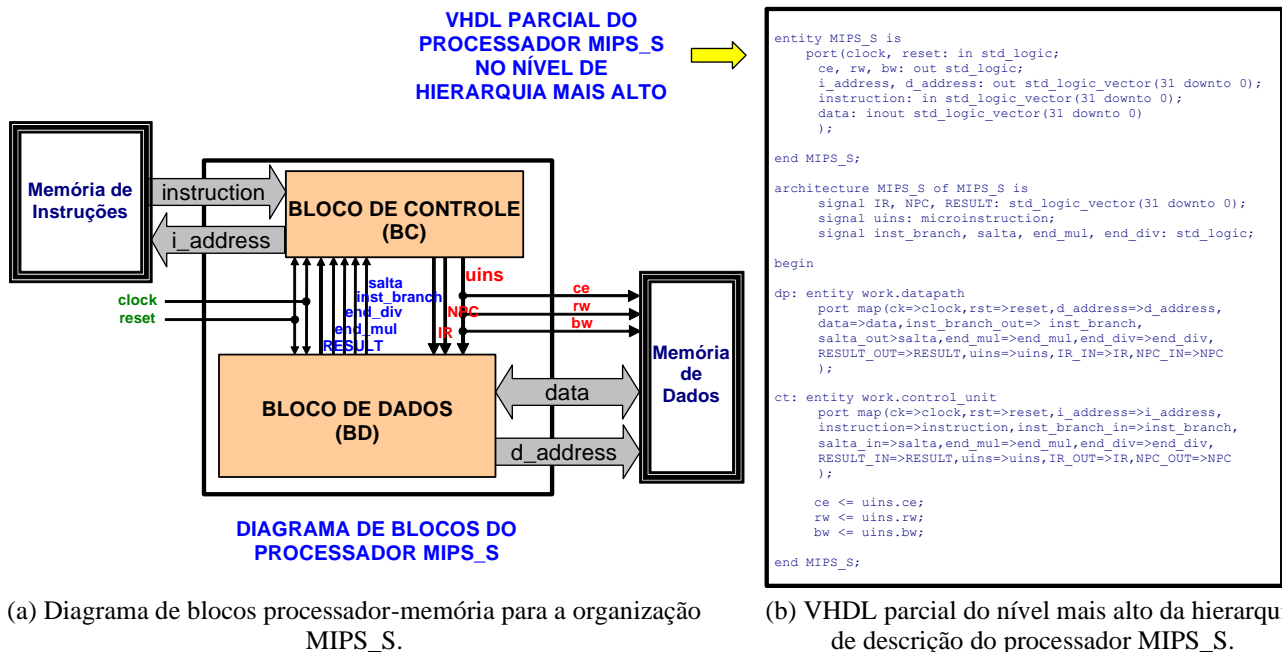 VHDL PARCIAL DO
PROCESSADOR MIPS_S
NO NÍVEL DE
HIERARQUIA MAIS ALTO
Memória de
Instruções
instruction
i_address
BLOCO DE CONTROLE
(BC)
clock
reset
salta
inst_branch
end_div
end_mul
RESULT
NPC
IR
uins
ce
rw
bw
BLOCO DE DADOS
(BD)
data
d_address
Memória
de
Dados
DIAGRAMA DE BLOCOS DO
PROCESSADOR MIPS_S
(a) Diagrama de blocos processador-memória para a organização
MIPS_S.
entity MIPS_S is
port(clock, reset: in std_logic;
ce, rw, bw: out std_logic;
i_address, d_address: out std_logic_vector(31 downto 0);
instruction: in std_logic_vector(31 downto 0);
data: inout std_logic_vector(31 downto 0)
);
end MIPS_S;
architecture MIPS_S of MIPS_S is
signal IR, NPC, RESULT: std_logic_vector(31 downto 0);
signal uins: microinstruction;
signal inst_branch, salta, end_mul, end_div: std_logic;
begin
dp: entity work.datapath
port map(ck=>clock,rst=>reset,d_address=>d_address,
data=>data,inst_branch_out=> inst_branch,
salta_out>salta,end_mul=>end_mul,end_div=>end_div,
RESULT_OUT=>RESULT,uins=>uins,IR_IN=>IR,NPC_IN=>NPC
);
ct: entity work.control_unit
port map(ck=>clock,rst=>reset,i_address=>i_address,
instruction=>instruction,inst_branch_in=>inst_branch,
salta_in=>salta,end_mul=>end_mul,end_div=>end_div,
RESULT_IN=>RESULT,uins=>uins,IR_OUT=>IR,NPC_OUT=>NPC
);
ce <= uins.ce;
rw <= uins.rw;
bw <= uins.bw;
end MIPS_S;
(b) VHDL parcial do nível mais alto da hierarqui
de descrição do processador MIPS_S.